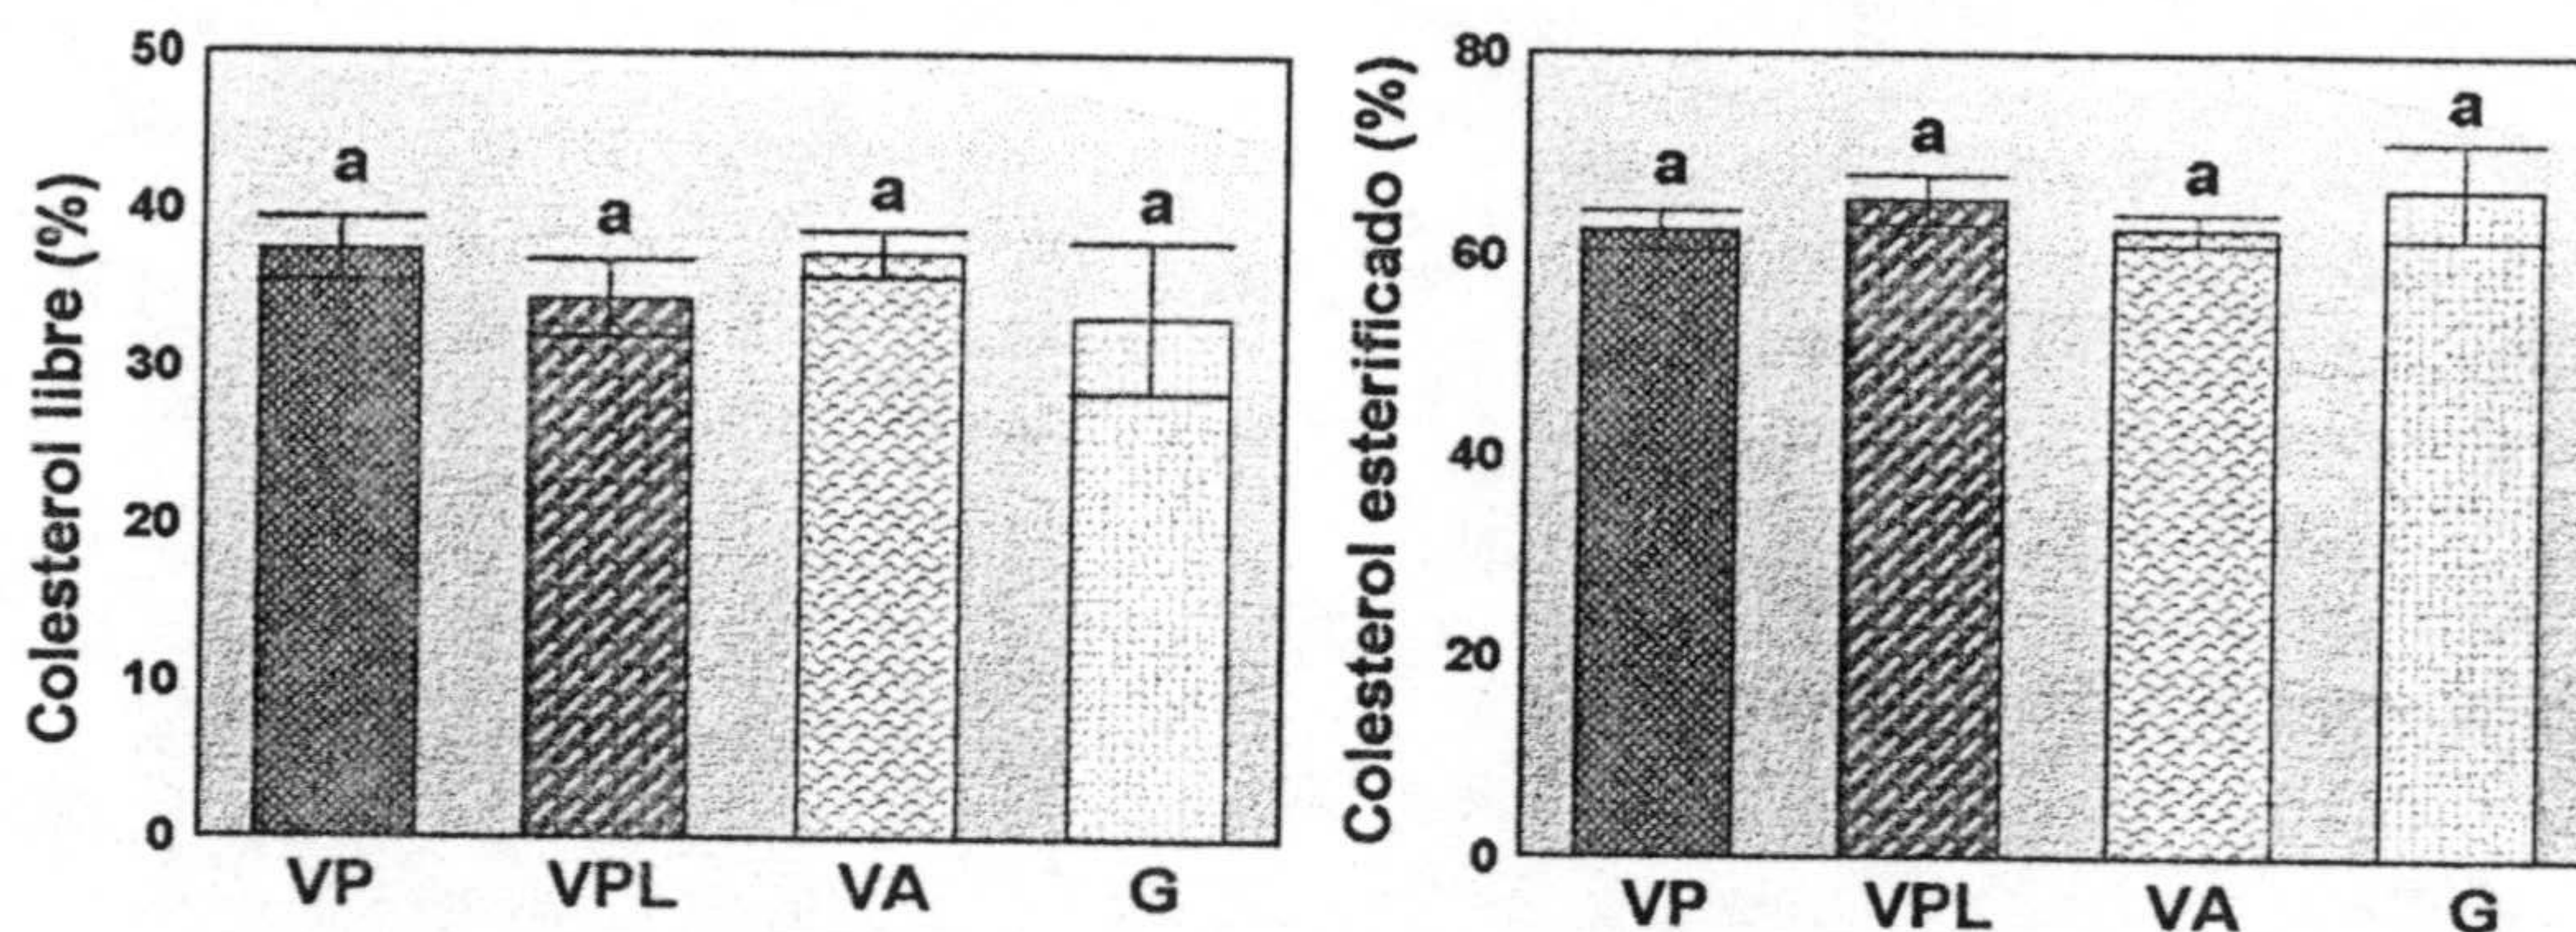 Colesterol libre (%)
50
40
30
20
10
0
a
a
a
a
VP VPL VA G
Colesterol esterificado (%)
80
60
40
20
0
a
a
a
a
VP VPL VA G